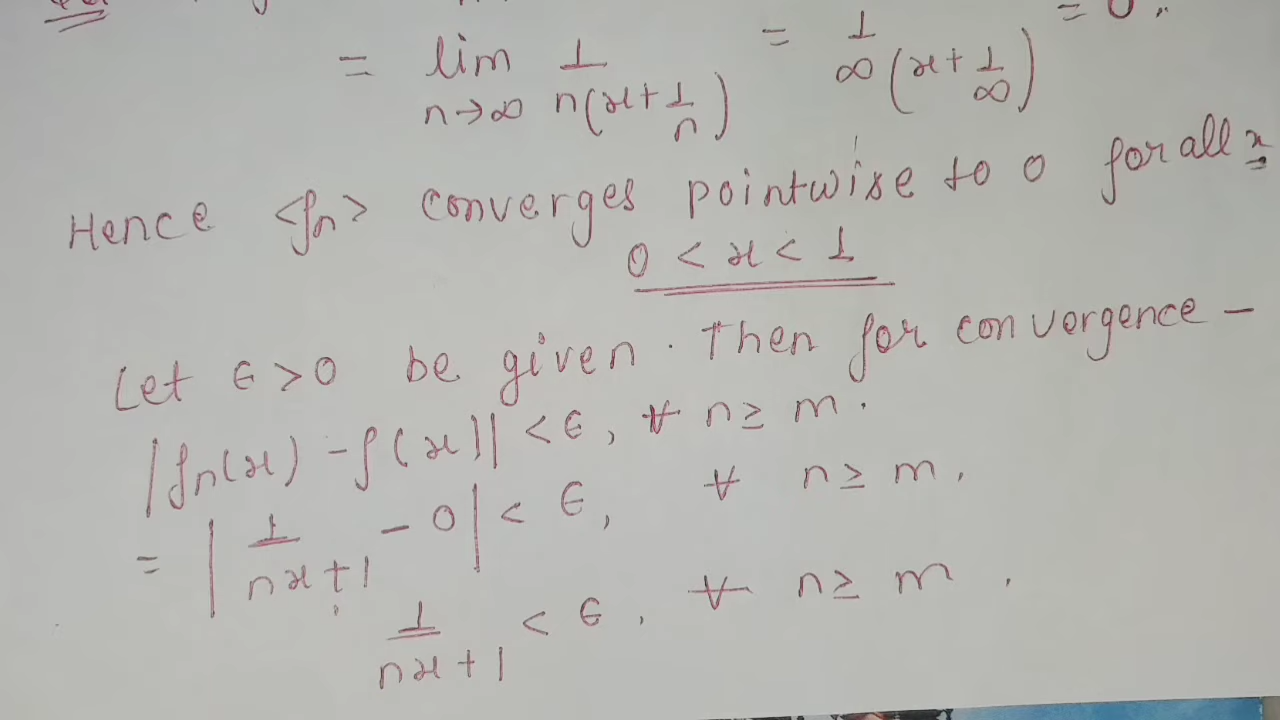 = lim n→∞ 1/n(x+1/n) = 1/∞(x+1/∞) = 0.
Hence <fn> converges pointwise to 0 for all x
0 < x < 1
Let ε > 0 be given. Then for convergence -
|fn(x) - f(x)| < ε, ∀ n ≥ m.
= |1/nx+1 - 0| < ε, ∀ n ≥ m,
1/nx+1 < ε, ∀ n ≥ m,